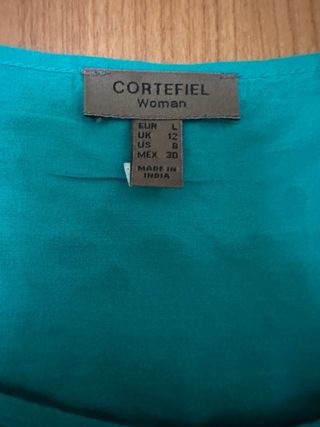 CORTEFIEL
Woman
EUR L
UK 12
US 8
MEX 30
MADE IN
INDIA